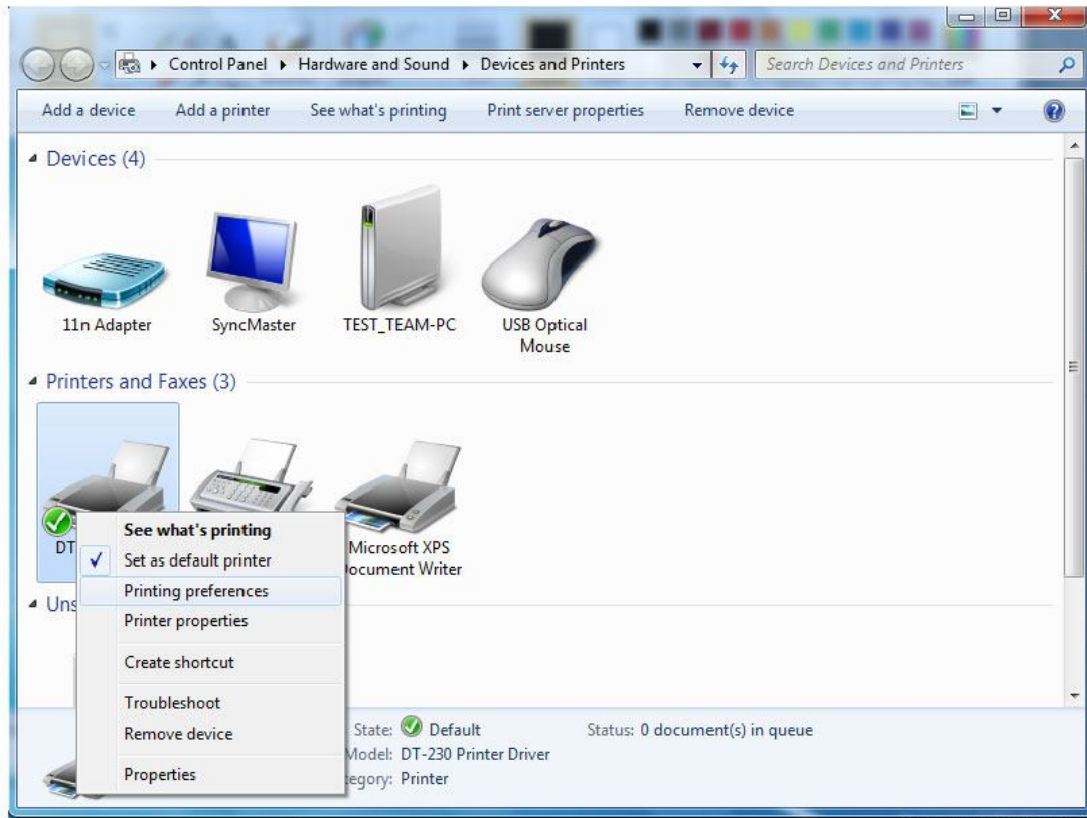 Control Panel Hardware and Sound Devices and Printers Search Devices and Printers
Add a device Add a printer See what's printing Print server properties Remove device
Devices (4)
11n Adapter SyncMaster TEST_TEAM-PC USB Optical Mouse
Printers and Faxes (3)
DT
Microsoft XPS
ocument Writer
See what's printing
Set as default printer
Printing preferences
Printer properties
Create shortcut
Troubleshoot
Remove device
Properties
Uns
State: Default Status: 0 document(s) in queue
Model: DT-230 Printer Driver
tegory: Printer